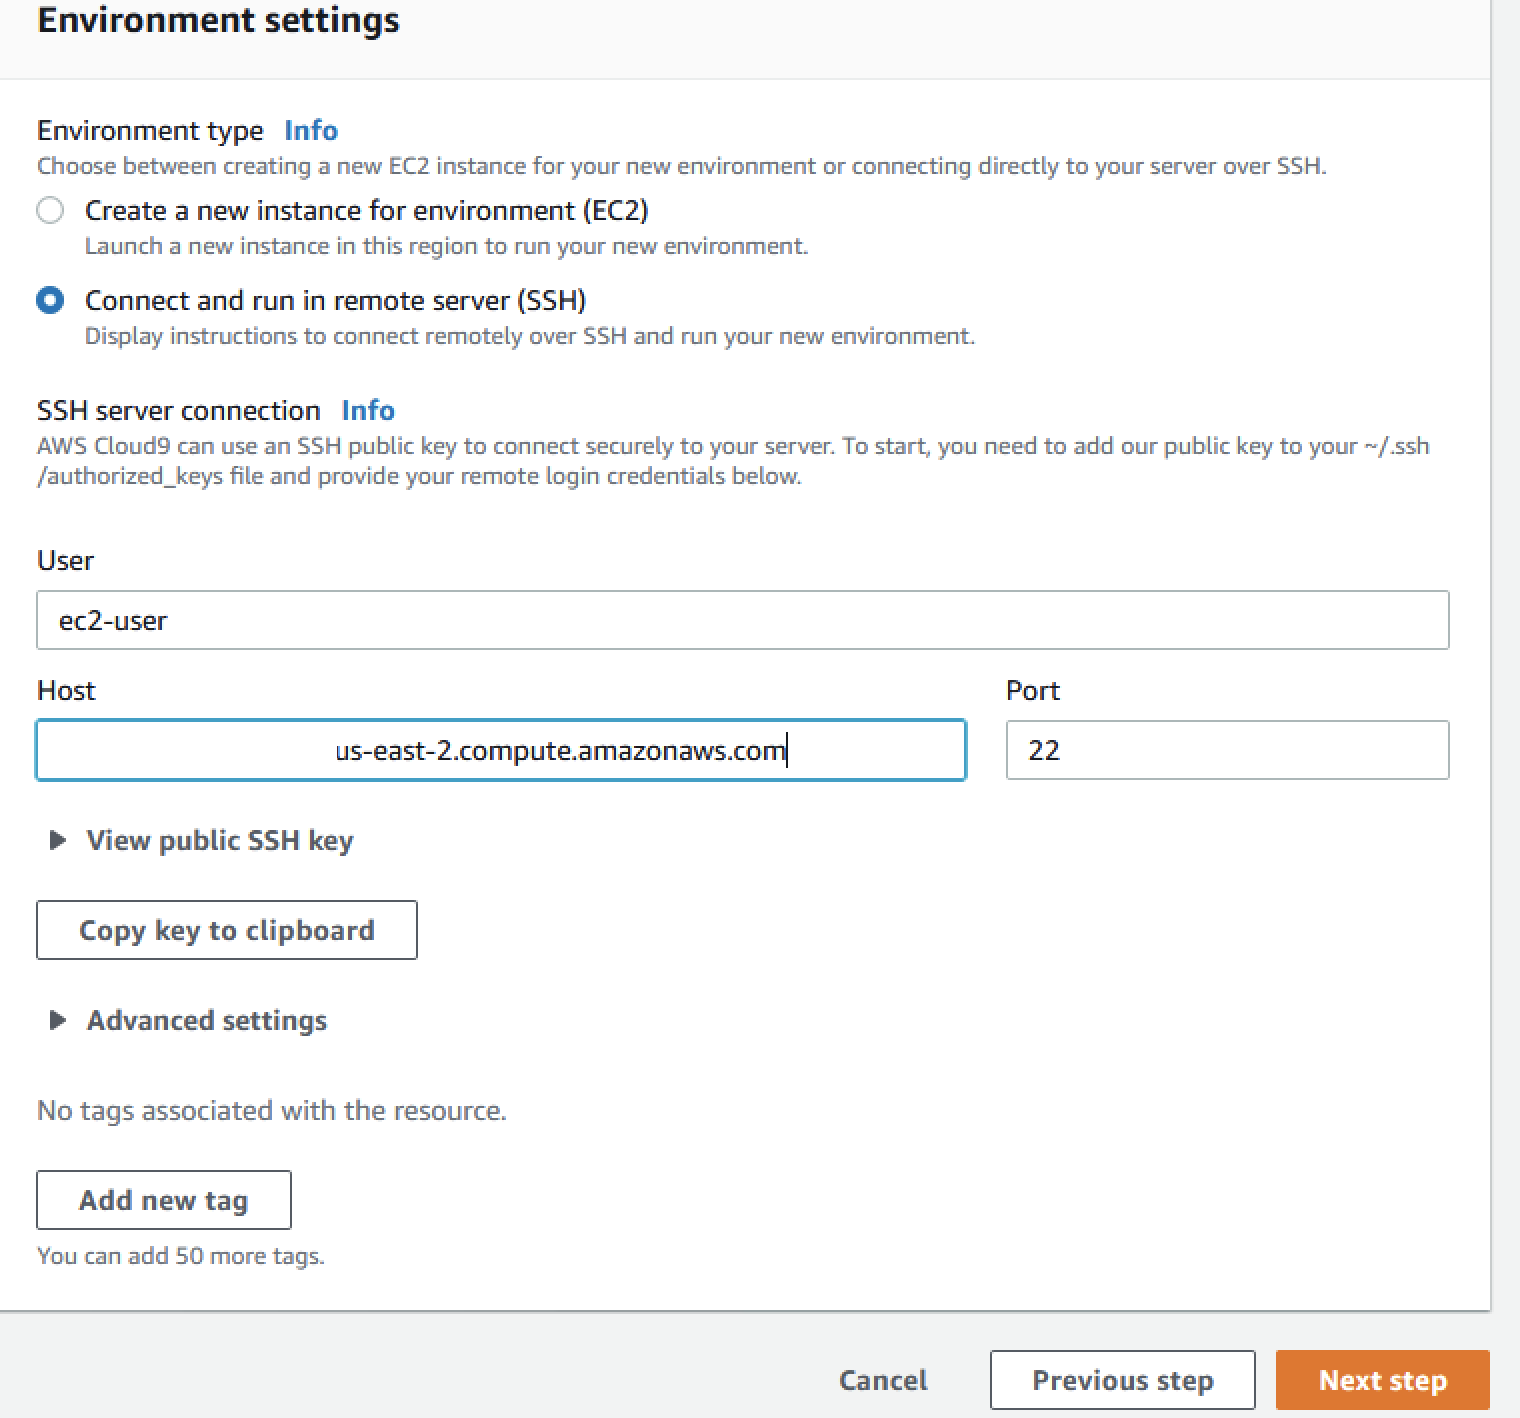 Environment settings
Environment type Info
Choose between creating a new EC2 instance for your new environment or connecting directly to your server over SSH.
Create a new instance for environment (EC2)
Launch a new instance in this region to run your new environment.
Connect and run in remote server (SSH)
Display instructions to connect remotely over SSH and run your new environment.
SSH server connection Info
AWS Cloud9 can use an SSH public key to connect securely to your server. To start, you need to add our public key to your ~/.ssh
/authorized_keys file and provide your remote login credentials below.
User
ec2-user
Host Port
us-east-2.compute.amazonaws.com 22
View public SSH key
Copy key to clipboard
Advanced settings
No tags associated with the resource.
Add new tag
You can add 50 more tags.
Cancel Previous step Next step